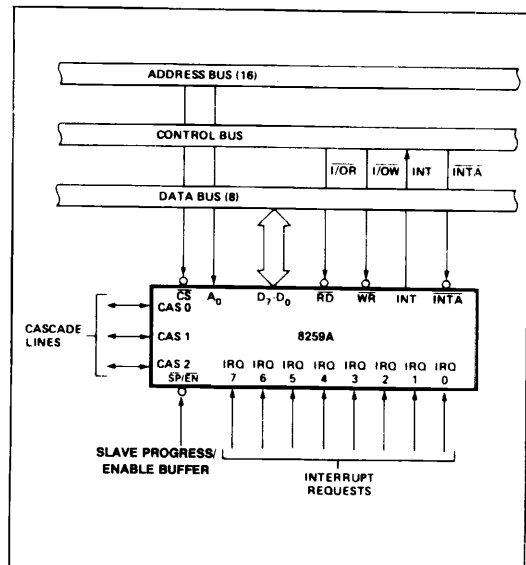 ADDRESS BUS (16)
CONTROL BUS
I/OR I/OW INT INTA
DATA BUS (8)
CS A0 D7-D0 RD WR INT INTA
CAS 0
CASCADE LINES
CAS 1
8259A
CAS 2
IRQ IRQ IRQ IRQ IRQ IRQ IRQ IRQ
SP/EN 7 6 5 4 3 2 1 0
SLAVE PROGRESS/
ENABLE BUFFER
INTERRUPT
REQUESTS